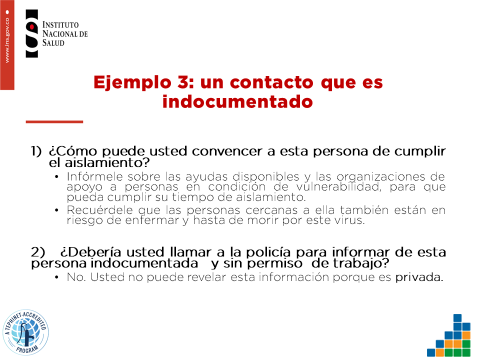 www.ins.gov.co
INSTITUTO
NACIONAL DE
SALUD
Ejemplo 3: un contacto que es
indocumentado
1) ¿Cómo puede usted convencer a esta persona de cumplir
el aislamiento?
• Infórmele sobre las ayudas disponibles y las organizaciones de
apoyo a personas en condición de vulnerabilidad, para que
pueda cumplir su tiempo de aislamiento.
• Recuérdele que las personas cercanas a ella también están en
riesgo de enfermar y hasta de morir por este virus.
2) ¿Debería usted llamar a la policía para informar de esta
persona indocumentada y sin permiso de trabajo?
• No. Usted no puede revelar esta información porque es privada.
A TEPHINET ACCREDITED
PROGRAM